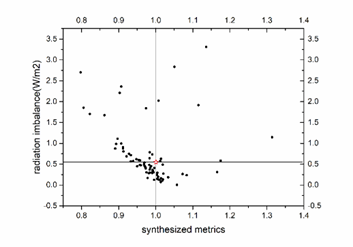 0.8 0.9 1.0 1.1 1.2 1.3 1.4
3.5 3.5
3.0 3.0
2.5 2.5
2.0 2.0
1.5 1.5
1.0 1.0
0.5 0.5
0.0 0.0
-0.5 -0.5
radiation imbalance(W/m2)
0.8 0.9 1.0 1.1 1.2 1.3 1.4
synthesized metrics